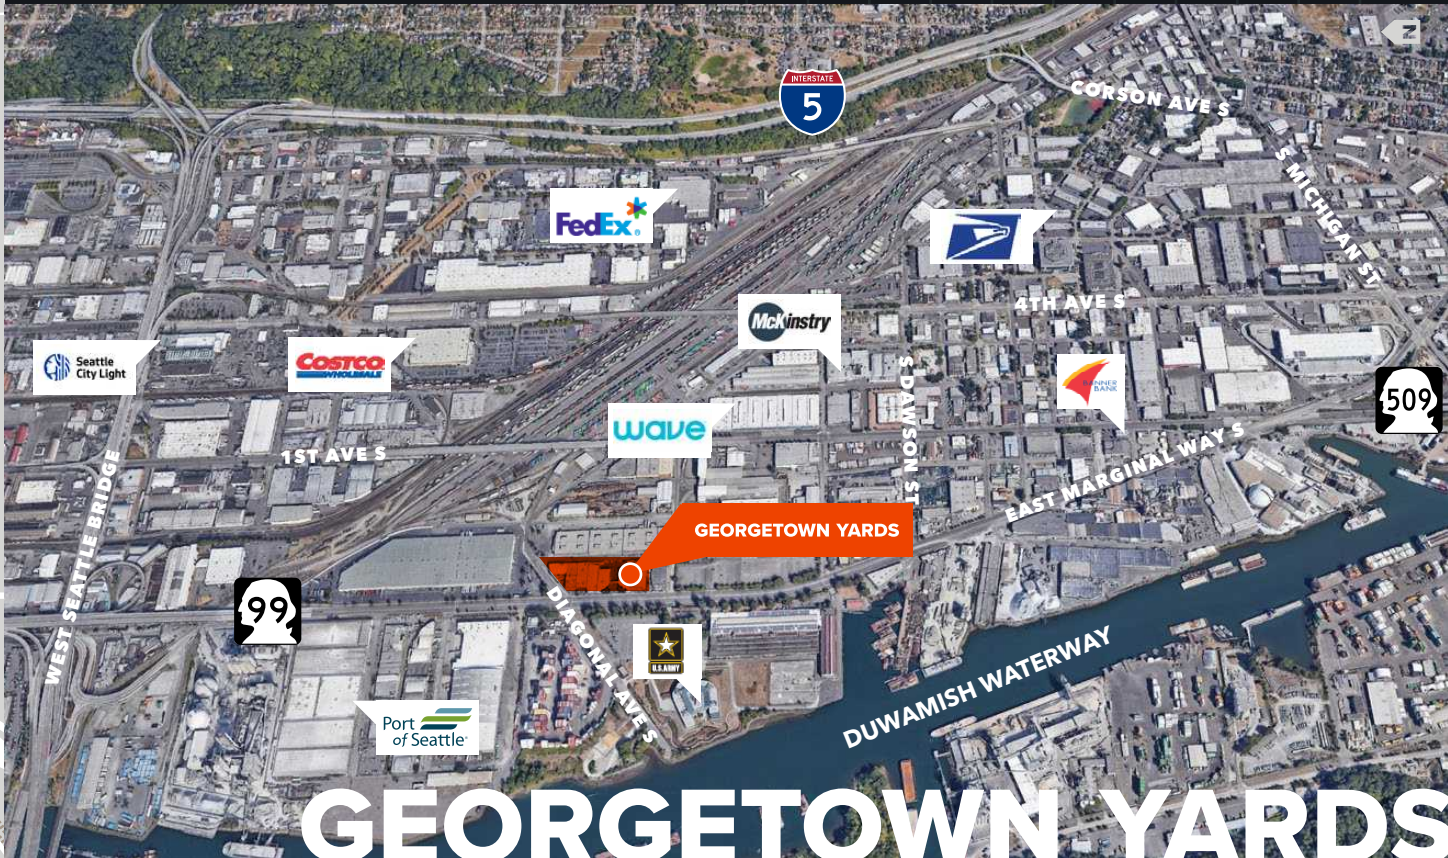 N
INTERSTATE
5
CORSON AVE S
S MICHIGAN ST
FedEx®
4TH AVE S
McKinstry
Seattle
City Light
COSTCO
WHOLESALE
BANNER
BANK
509
S DAWSON ST
wave
1ST AVE S
EAST MARGINAL WAY S
WEST SEATTLE BRIDGE
GEORGETOWN YARDS
99
DIAGONAL AVE S
U.S.ARMY
DUWAMISH WATERWAY
Port
of Seattle
GEORGETOWN YARDS